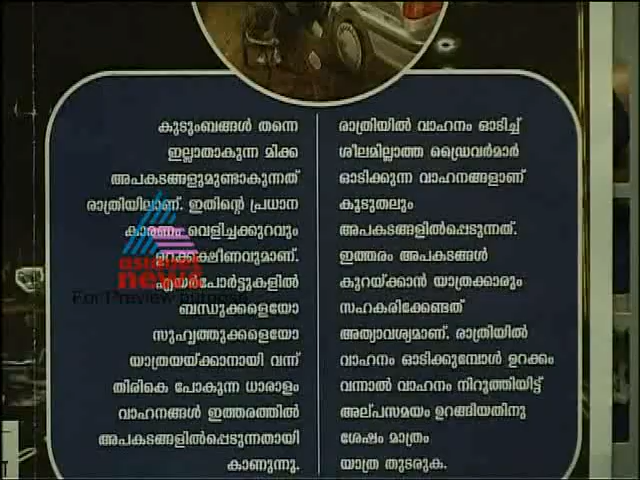 കുടുംബങ്ങൾ തന്നെ
ഇല്ലാതാകുന്ന മിക്ക
അപകടങ്ങളുമുണ്ടാകുന്നത്
രാത്രിയിലാണ്. ഇതിന്റെ പ്രധാന
കാരണം വെളിച്ചക്കുറവും
ഉറക്കക്ഷീണവുമാണ്.
എയർപോർട്ടുകളിൽ
ബന്ധുക്കളെയോ
സുഹൃത്തുക്കളെയോ
യാത്രയയ്ക്കാനായി വന്ന്
തിരികെ പോകുന്ന ധാരാളം
വാഹനങ്ങൾ ഇത്തരത്തിൽ
അപകടങ്ങളിൽപ്പെടുന്നതായി
കാണുന്നു.
രാത്രിയിൽ വാഹനം ഓടിച്ച്
ശീലമില്ലാത്ത ഡ്രൈവർമാർ
ഓടിക്കുന്ന വാഹനങ്ങളാണ്
കൂടുതലും
അപകടങ്ങളിൽപ്പെടുന്നത്.
ഇത്തരം അപകടങ്ങൾ
കുറയ്ക്കാൻ യാത്രക്കാരും
സഹകരിക്കേണ്ടത്
അത്യാവശ്യമാണ്. രാത്രിയിൽ
വാഹനം ഓടിക്കുമ്പോൾ ഉറക്കം
വന്നാൽ വാഹനം നിറുത്തിയിട്ട്
അല്പസമയം ഉറങ്ങിയതിനു
ശേഷം മാത്രം
യാത്ര തുടരുക.
asianet
news
For Preview purpose